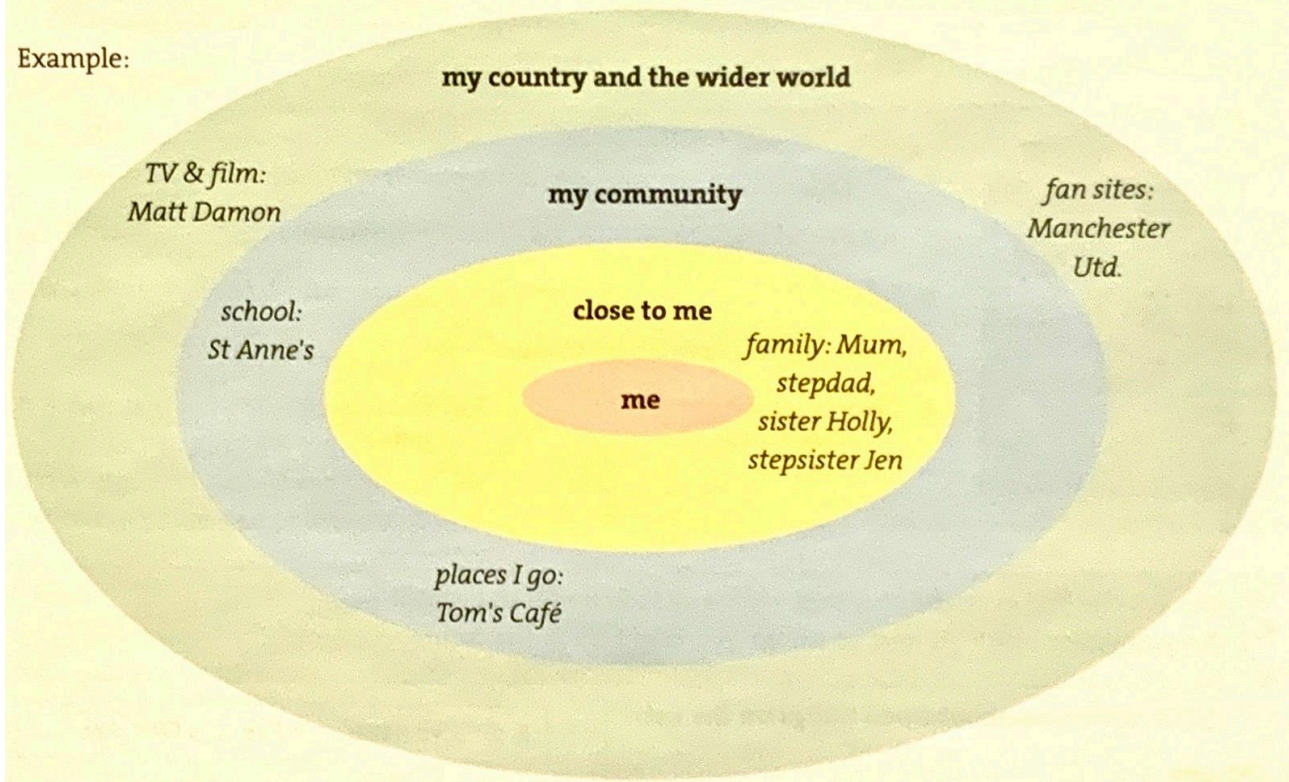 Example:
my country and the wider world
TV & film:
Matt Damon
my community
fan sites:
Manchester
Utd.
school:
St Anne's
close to me
family: Mum,
stepdad,
sister Holly,
stepsister Jen
me
places I go:
Tom's Café